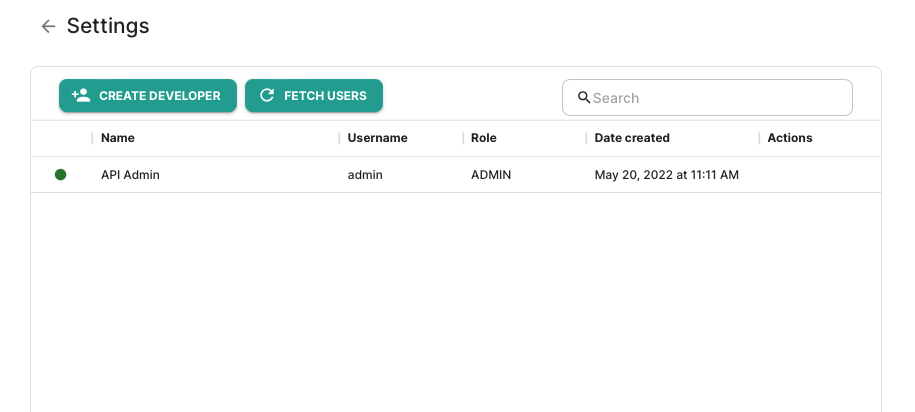 Settings
CREATE DEVELOPER FETCH USERS Search
Name Username Role Date created Actions
API Admin admin ADMIN May 20, 2022 at 11:11 AM